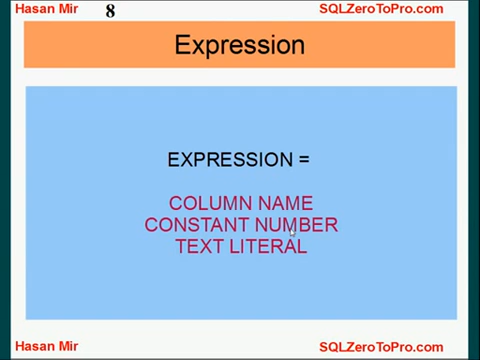 Hasan Mir 8 SQLZeroToPro.com
Expression
EXPRESSION =
COLUMN NAME
CONSTANT NUMBER
TEXT LITERAL
Hasan Mir SQLZeroToPro.com